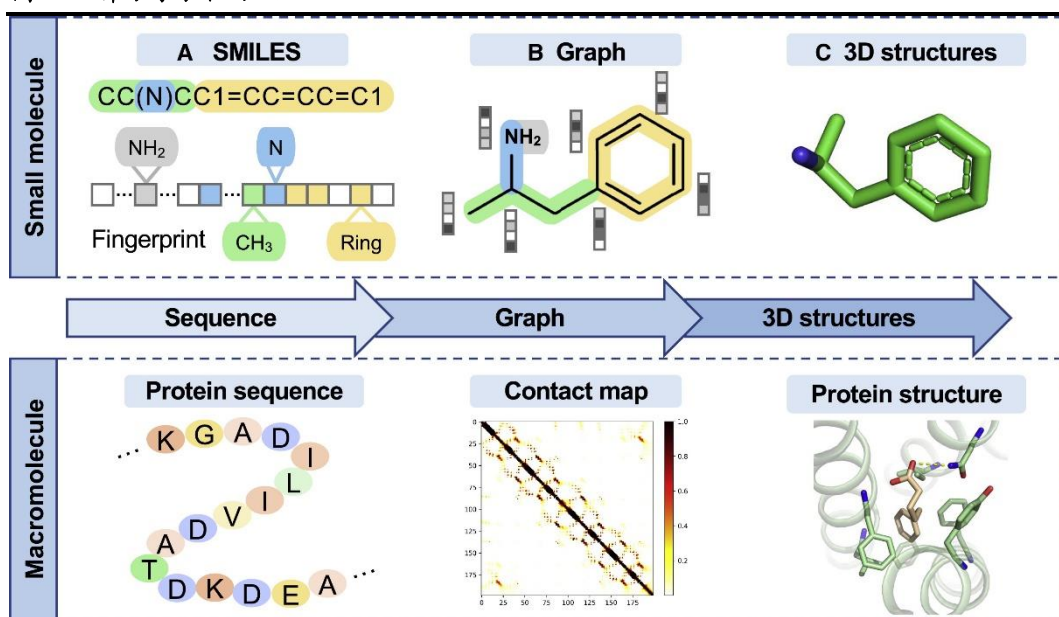 A SMILES
B Graph
C 3D structures
Small molecule
CC(N)CC1=CC=CC=C1
NH₂
N
Fingerprint
CH₃
Ring
NH₂
Sequence
Graph
3D structures
Macromolecule
Protein sequence
Contact map
Protein structure
K G A D I L I V D A T D K D E A
0
25
50
75
100
125
150
175
0 25 50 75 100 125 150 175
1.0
0.8
0.6
0.4
0.2